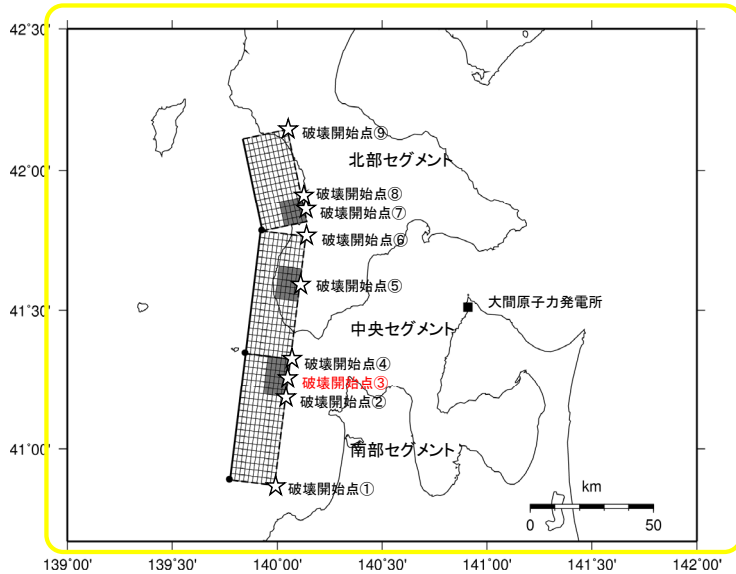 42°30'
破壊開始点⑨
北部セグメント
42°00'
破壊開始点⑧
破壊開始点⑦
破壊開始点⑥
破壊開始点⑤
大間原子力発電所
41°30'
中央セグメント
破壊開始点④
破壊開始点③
破壊開始点②
41°00'
南部セグメント
破壊開始点①
km
0 50
139°00' 139°30' 140°00' 140°30' 141°00' 141°30' 142°00'